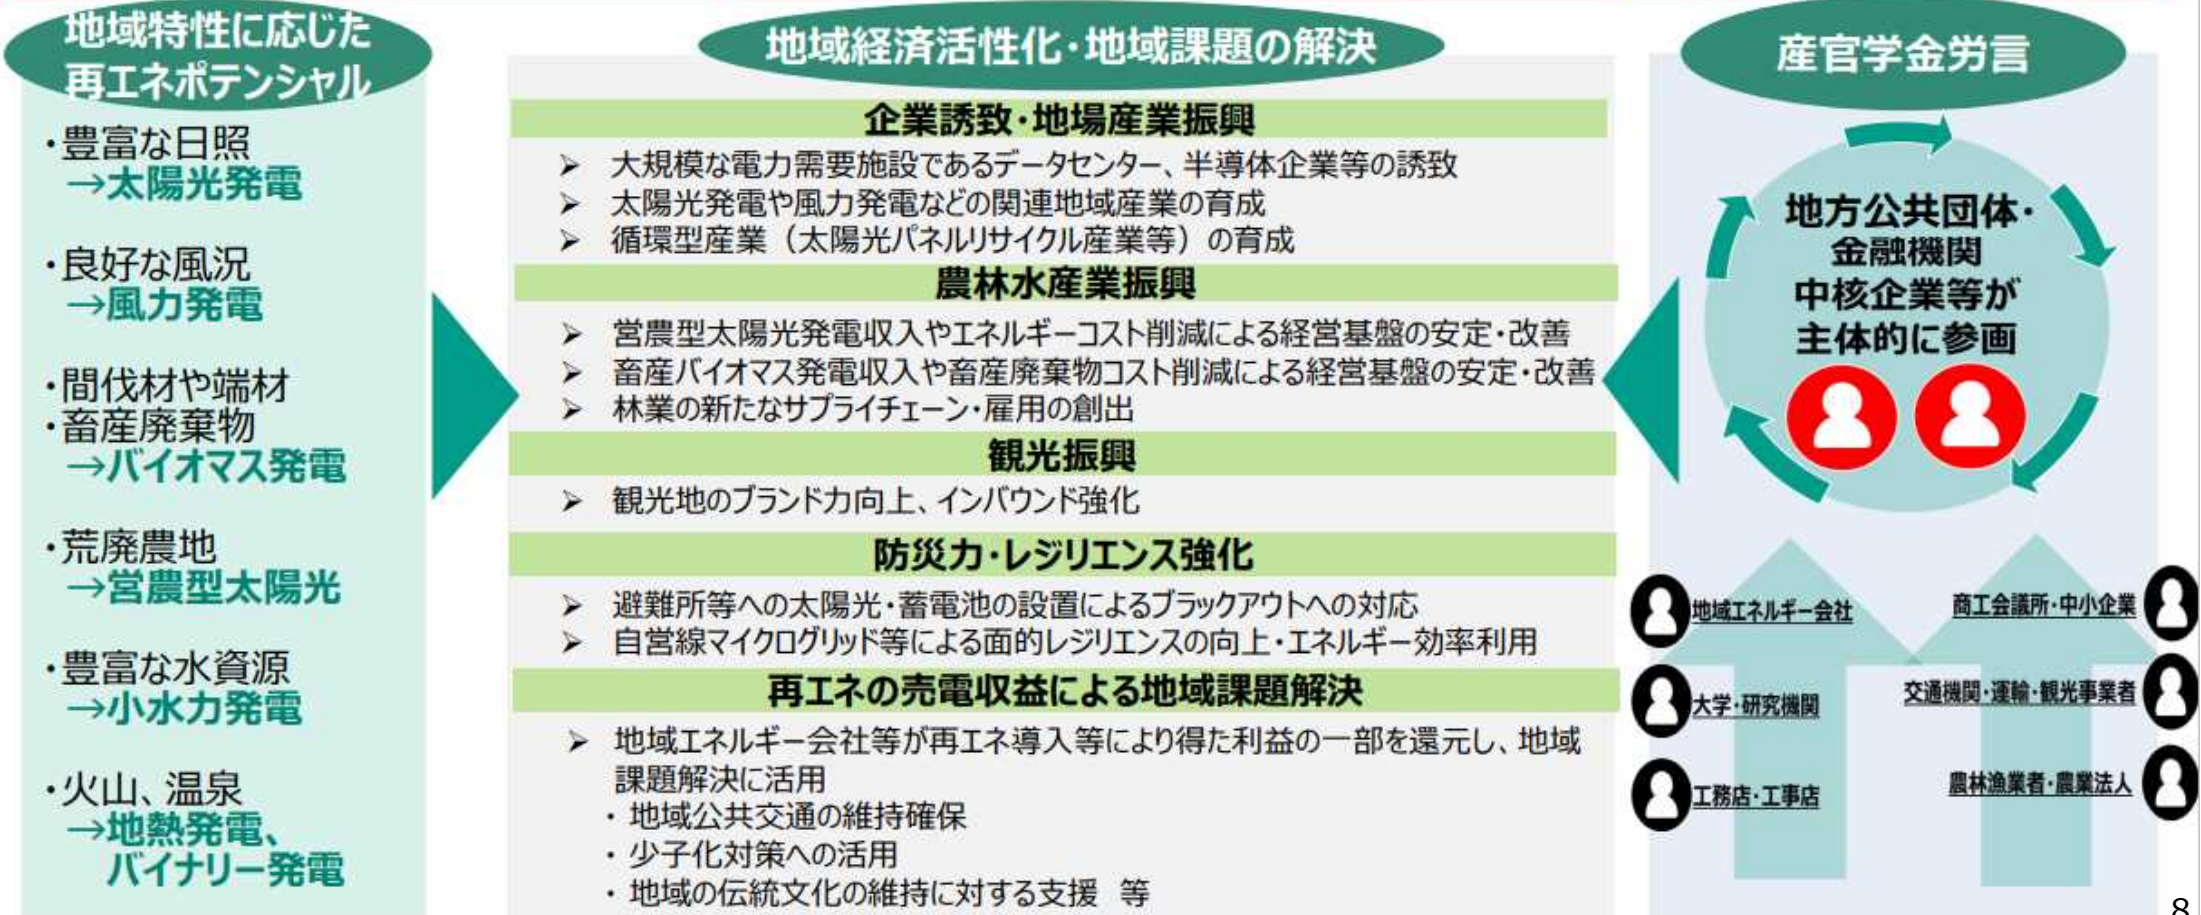 地域特性に応じた
再エネポテンシャル
・豊富な日照
→太陽光発電
・良好な風況
→風力発電
・間伐材や端材
・畜産廃棄物
→バイオマス発電
・荒廃農地
→営農型太陽光
・豊富な水資源
→小水力発電
・火山、温泉
→地熱発電、
バイナリー発電
地域経済活性化・地域課題の解決
企業誘致・地場産業振興
➢ 大規模な電力需要施設であるデータセンター、半導体企業等の誘致
➢ 太陽光発電や風力発電などの関連地域産業の育成
➢ 循環型産業（太陽光パネルリサイクル産業等）の育成
農林水産業振興
➢ 営農型太陽光発電収入やエネルギーコスト削減による経営基盤の安定・改善
➢ 畜産バイオマス発電収入や畜産廃棄物コスト削減による経営基盤の安定・改善
➢ 林業の新たなサプライチェーン・雇用の創出
観光振興
➢ 観光地のブランド力向上、インバウンド強化
防災力・レジリエンス強化
➢ 避難所等への太陽光・蓄電池の設置によるブラックアウトへの対応
➢ 自営線マイクログリッド等による面的レジリエンスの向上・エネルギー効率利用
再エネの売電収益による地域課題解決
➢ 地域エネルギー会社等が再エネ導入等により得た利益の一部を還元し、地域
課題解決に活用
・地域公共交通の維持確保
・少子化対策への活用
・地域の伝統文化の維持に対する支援 等
産官学金労言
地方公共団体・
金融機関
中核企業等が
主体的に参画
地域エネルギー会社
商工会議所・中小企業
大学・研究機関
交通機関・運輸・観光事業者
工務店・工事店
農林漁業者・農業法人
8